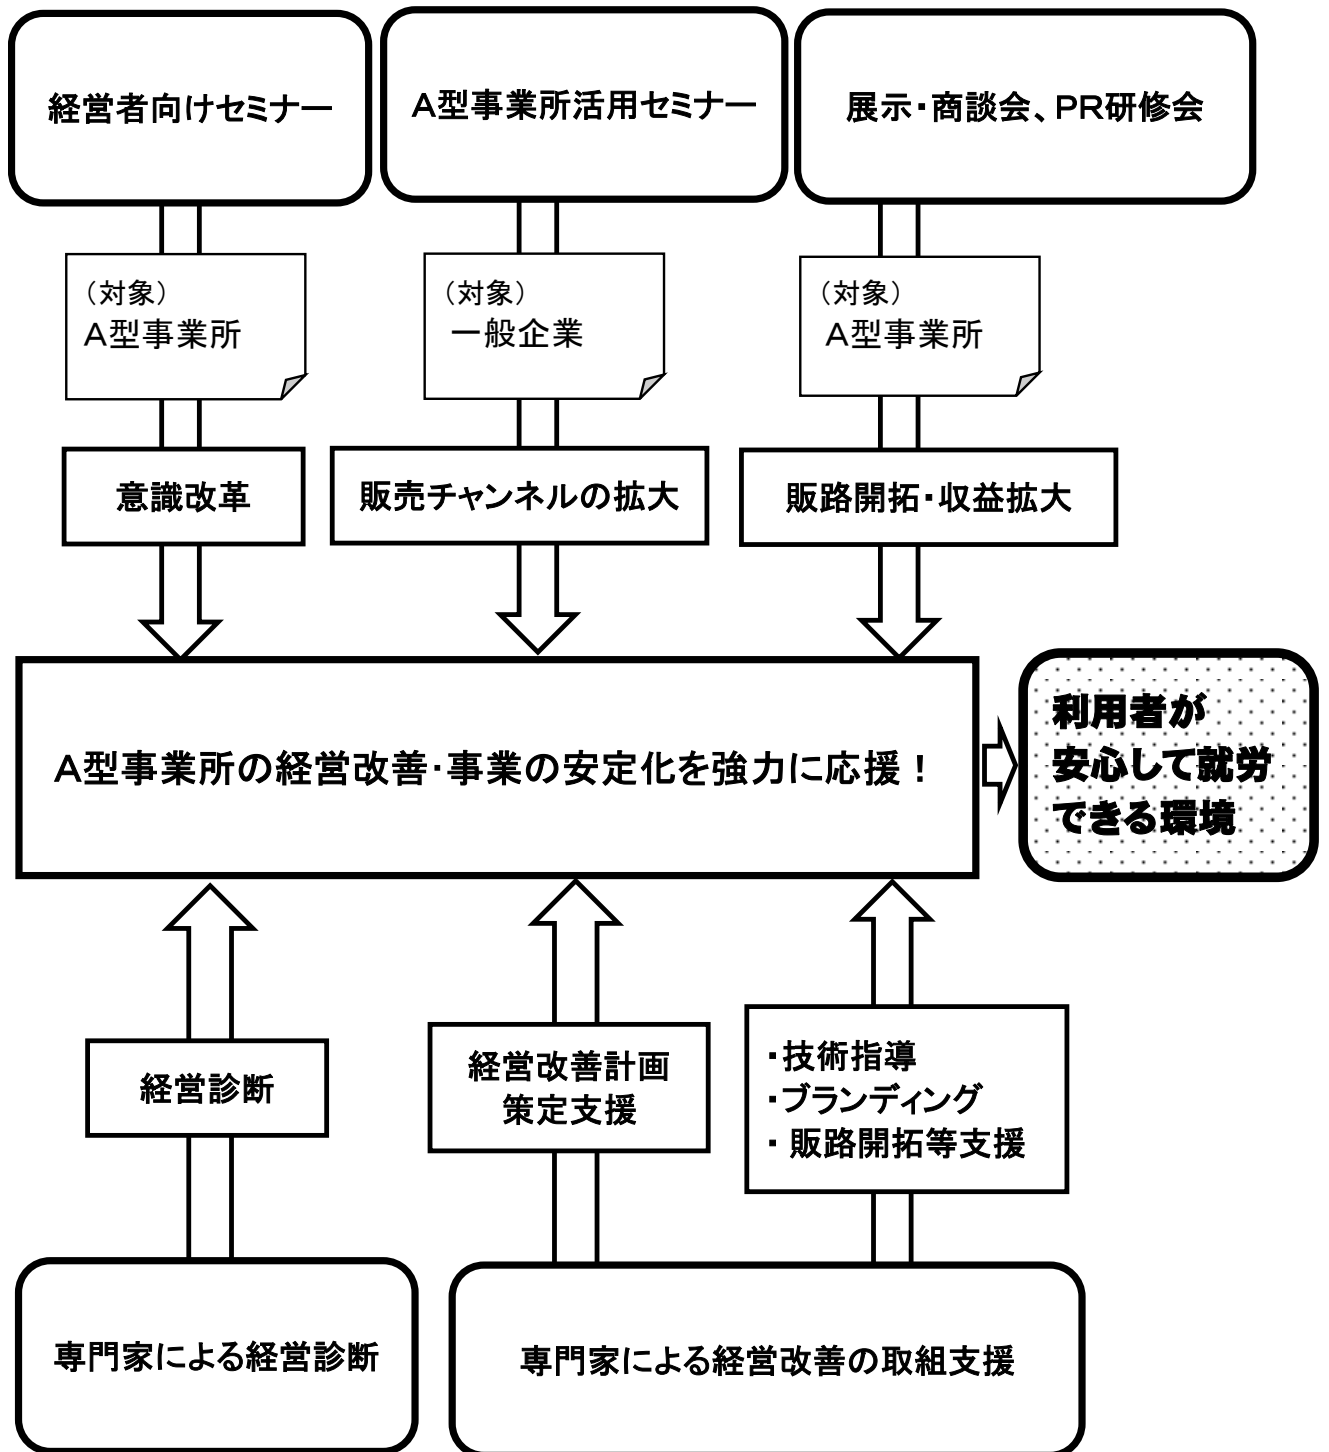 経営者向けセミナー
A型事業所活用セミナー
展示・商談会、PR研修会
（対象）
A型事業所
（対象）
一般企業
（対象）
A型事業所
意識改革
販売チャンネルの拡大
販路開拓・収益拡大
A型事業所の経営改善・事業の安定化を強力に応援！
利用者が
安心して就労
できる環境
経営診断
経営改善計画
策定支援
・技術指導
・ブランディング
・販路開拓等支援
専門家による経営診断
専門家による経営改善の取組支援